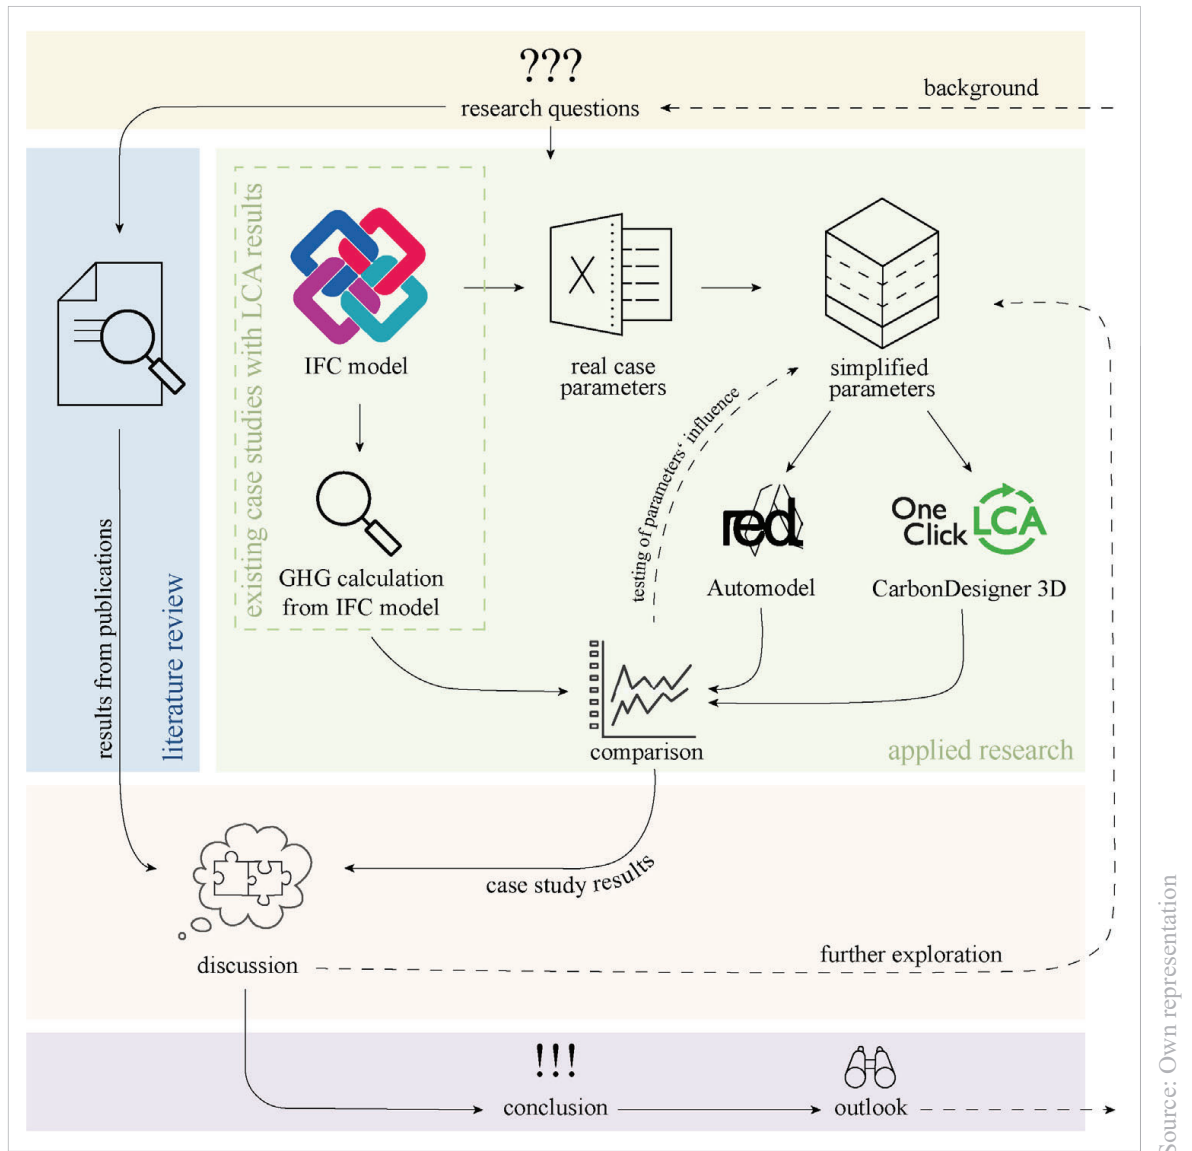 ???
research questions
background
existing case studies with LCA results
IFC model
X
real case
parameters
simplified
parameters
testing of parameters‘ influence
GHG calculation
from IFC model
red
Automodel
One
Click
LCA
CarbonDesigner 3D
results from publications
literature review
comparison
applied research
case study results
discussion
further exploration
!!!
conclusion
outlook
Source: Own representation